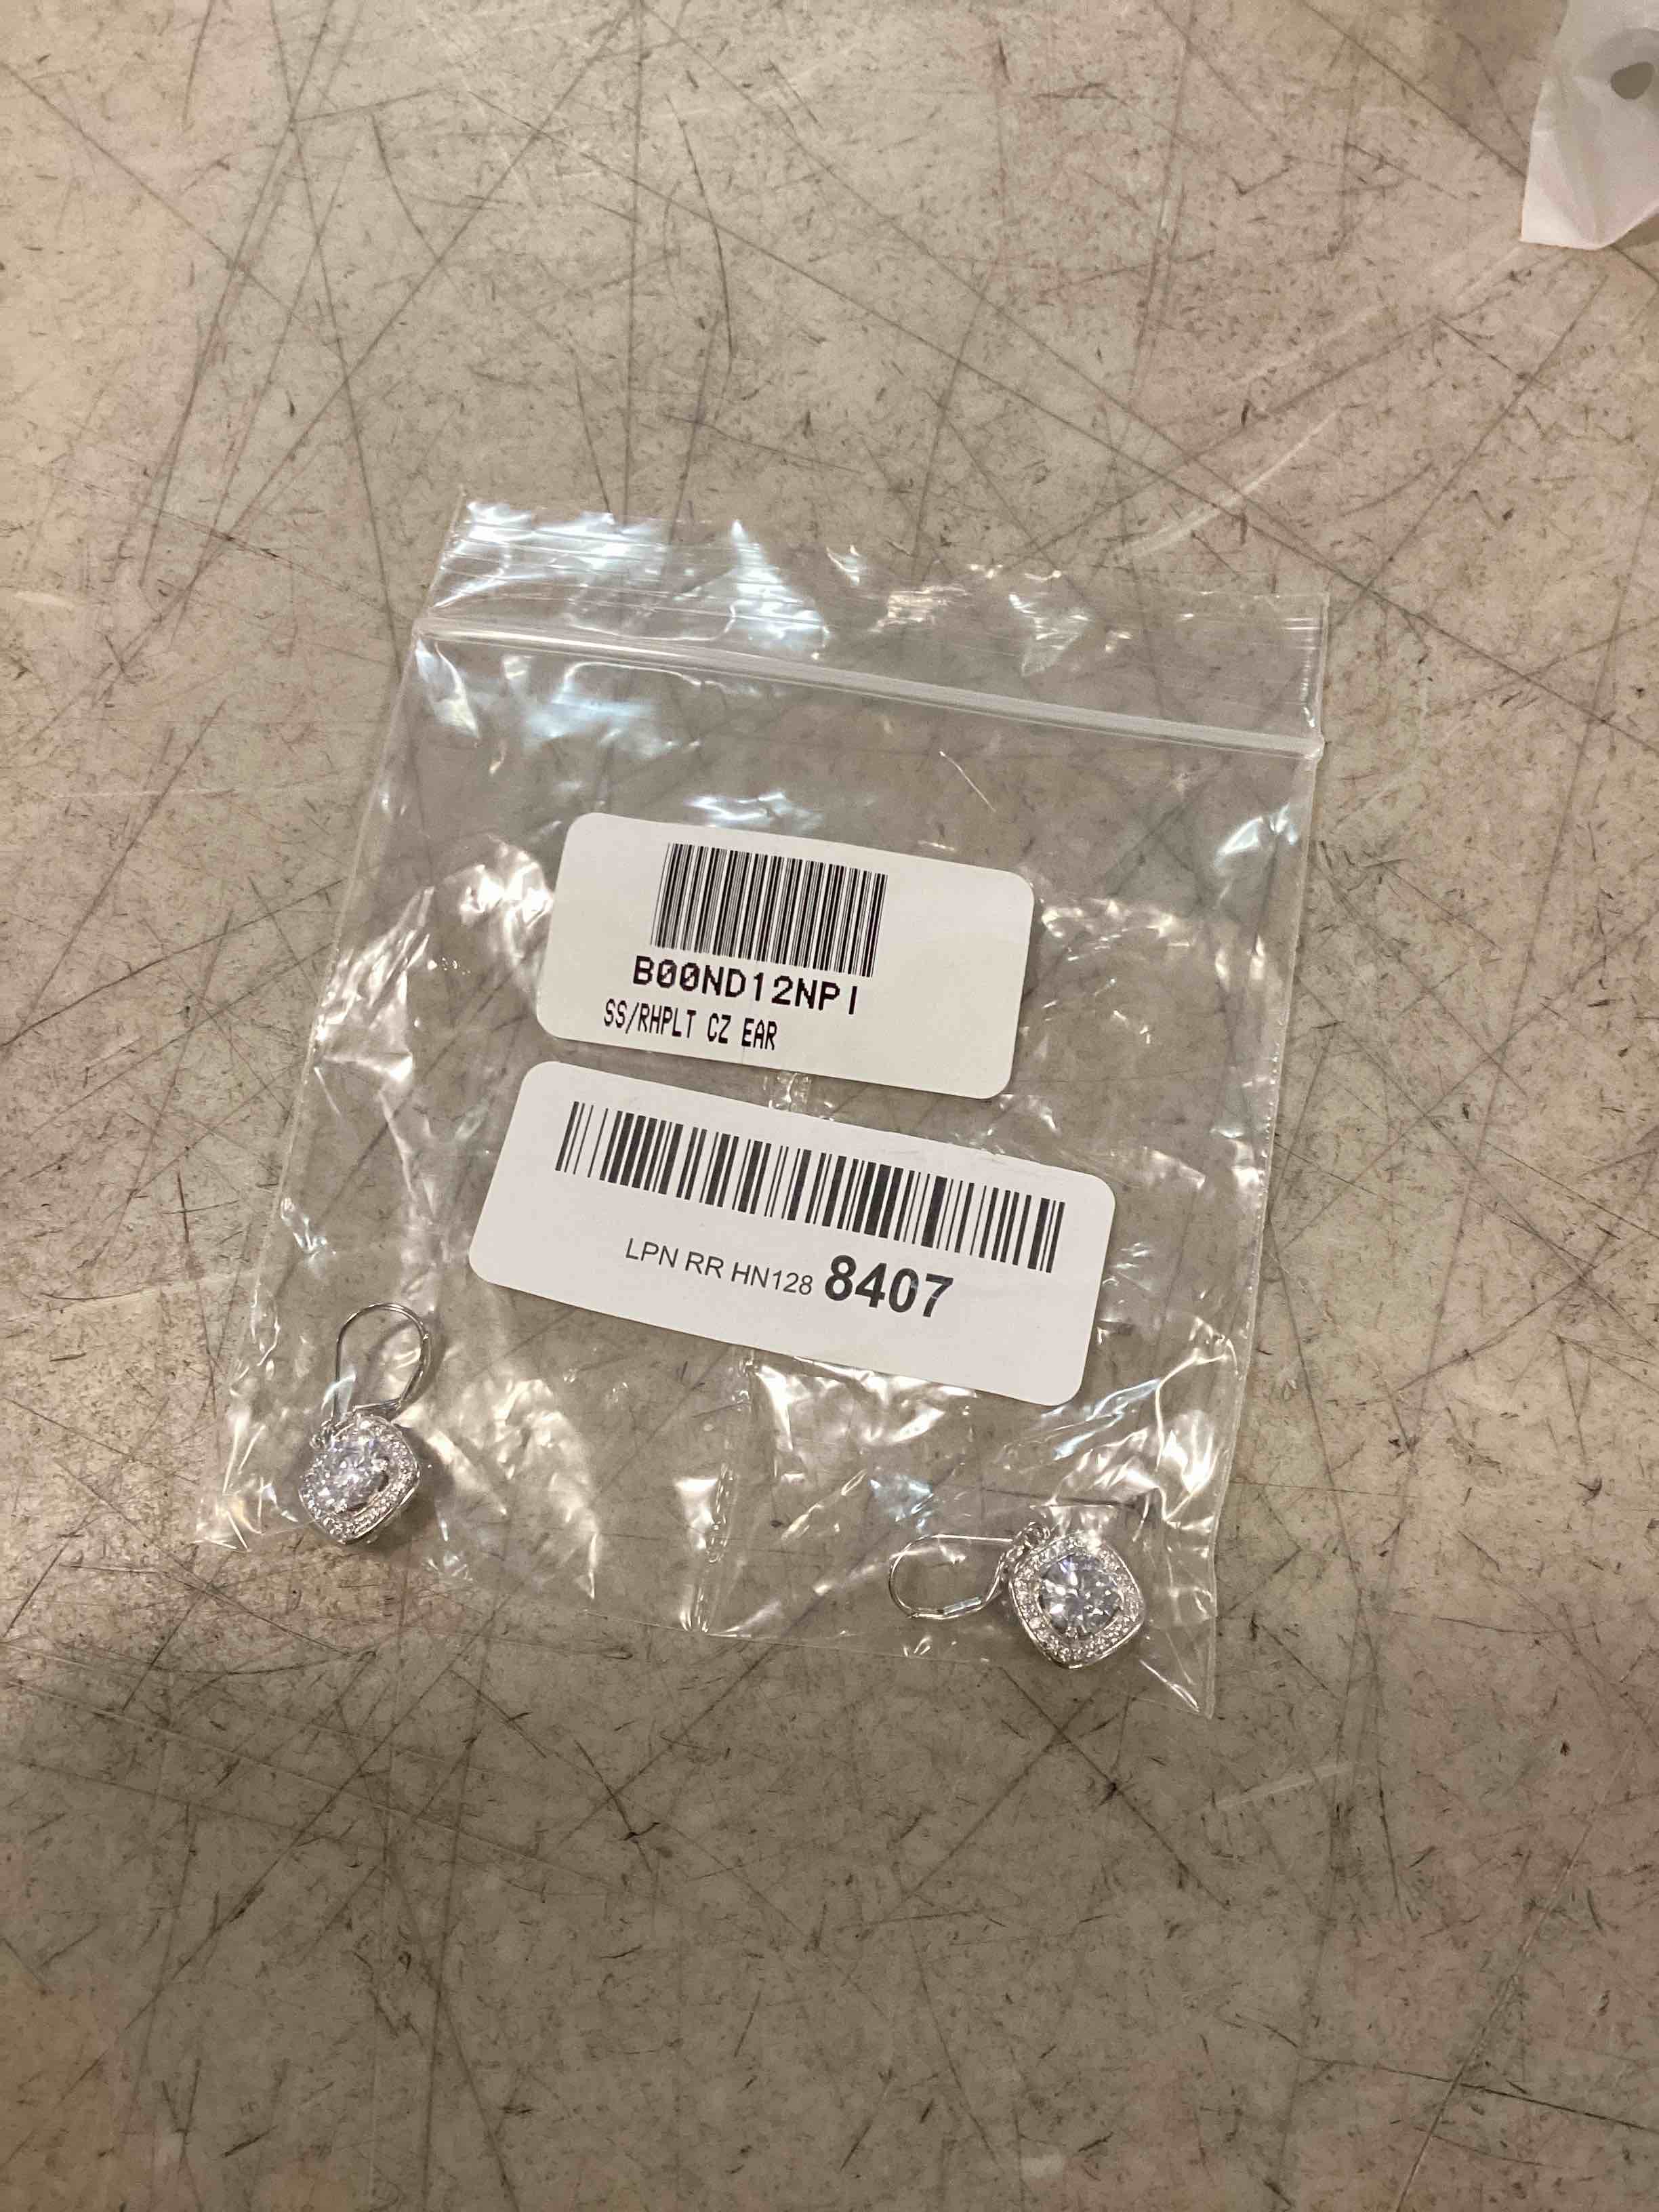 B00ND12NPI
SS/RHPLT CZ EAR
LPN RR HN128 8407